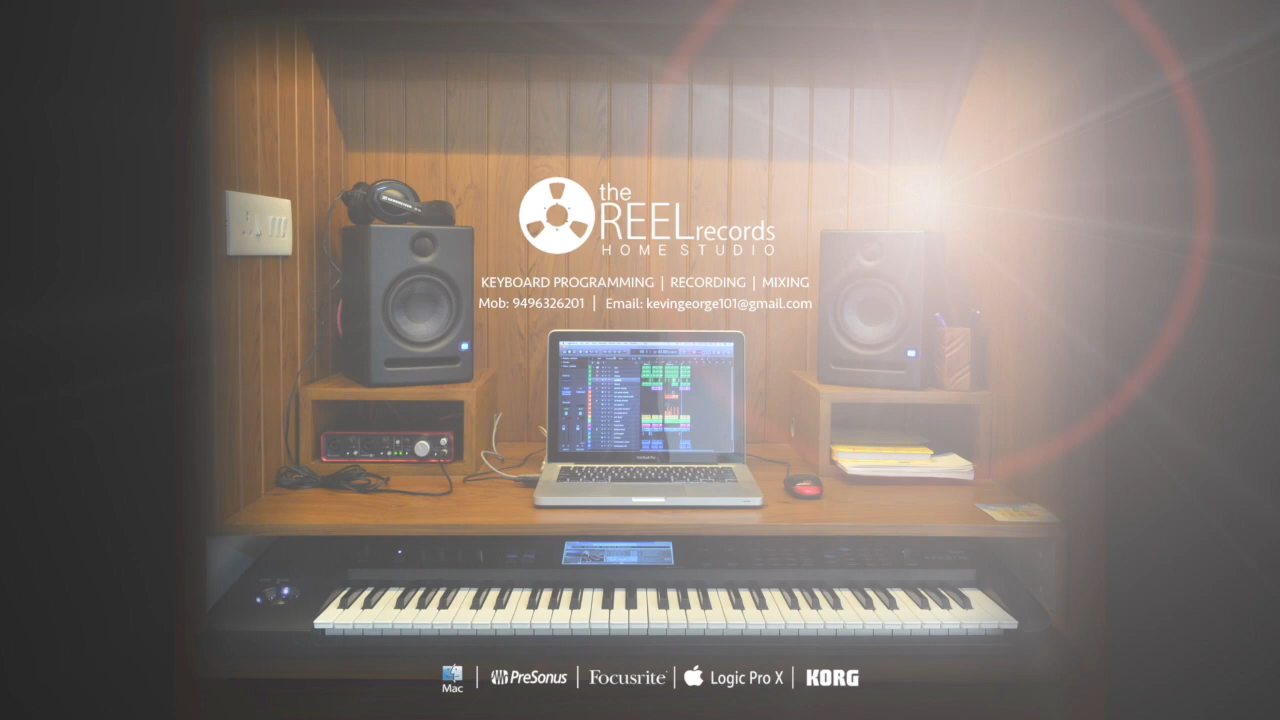 the
REEL records
HOME STUDIO
KEYBOARD PROGRAMMING | RECORDING | MIXING
Mob: 9496326201 | Email: kevingeorge101@gmail.com
Mac | PreSonus | Focusrite | Logic Pro X | KORG